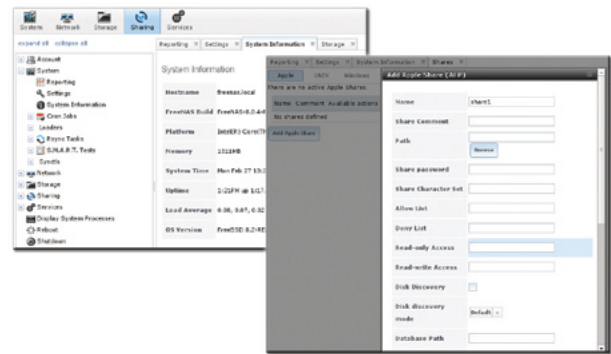 System Network Storage Sharing Services
expand all collapse all
Account
System
Reporting
Settings
System Information
Cron Jobs
Loaders
Rsync Tasks
S.M.A.R.T. Tests
Sysctls
Network
Storage
Sharing
Services
Display System Processes
Reboot
Shutdown
Reporting Settings System Information Storage
System Information
Hostname freenas.local
FreeNAS Build
Platform
Memory
System Time Mon Feb 27
Uptime
Load Average
OS Version
Reporting Settings System Information Shares
Apple UNIX Windows
There are no active Apple Shares.
Name Comment Available actions
No shares defined
Add Apple Share
Add Apple Share (AFP)
Name share1
Share Comment
Path
Browse
Share password
Share Character Set
Allow List
Deny List
Read-only Access
Read-write Access
Disk Discovery
Disk discovery
mode
Default
Database Path